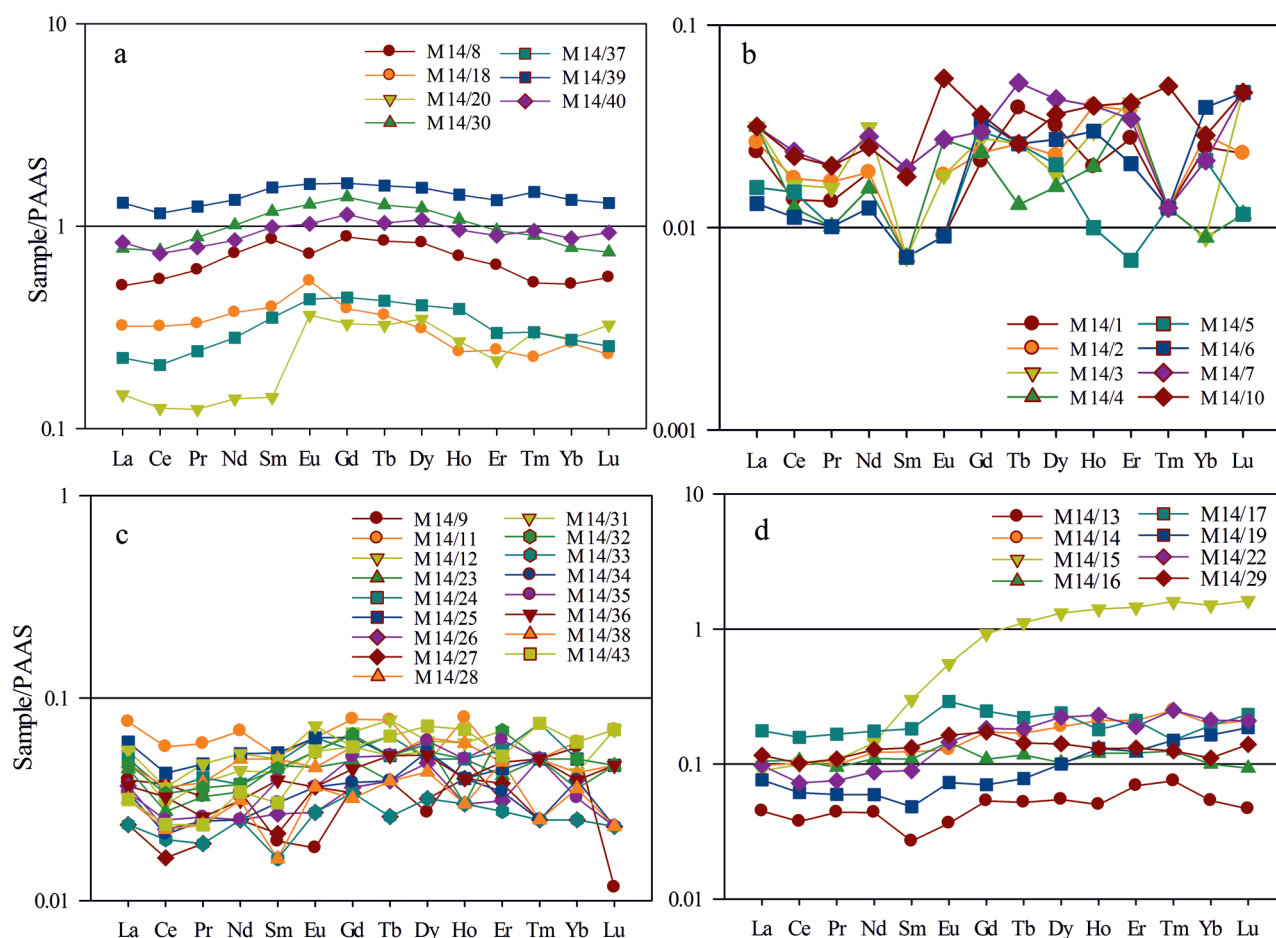 a
Sample/PAAS
10
1
0.1
M14/8
M14/18
M14/20
M14/30
M14/37
M14/39
M14/40
La Ce Pr Nd Sm Eu Gd Tb Dy Ho Er Tm Yb Lu
b
0.1
0.01
0.001
M14/1
M14/2
M14/3
M14/4
M14/5
M14/6
M14/7
M14/10
La Ce Pr Nd Sm Eu Gd Tb Dy Ho Er Tm Yb Lu
c
Sample/PAAS
1
0.1
0.01
M14/9
M14/11
M14/12
M14/23
M14/24
M14/25
M14/26
M14/27
M14/28
M14/31
M14/32
M14/33
M14/34
M14/35
M14/36
M14/38
M14/43
La Ce Pr Nd Sm Eu Gd Tb Dy Ho Er Tm Yb Lu
d
10
1
0.1
0.01
M14/13
M14/14
M14/15
M14/16
M14/17
M14/19
M14/22
M14/29
La Ce Pr Nd Sm Eu Gd Tb Dy Ho Er Tm Yb Lu